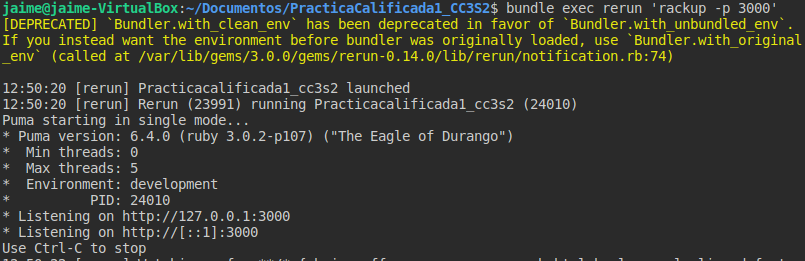 jaime@jaime-VirtualBox:~/Documentos/PracticaCalificada1_CC3S2$ bundle exec rerun 'rackup -p 3000'
[DEPRECATED] `Bundler.with_clean_env` has been deprecated in favor of `Bundler.with_unbundled_env`.
If you instead want the environment before bundler was originally loaded, use `Bundler.with_original
_env` (called at /var/lib/gems/3.0.0/gems/rerun-0.14.0/lib/rerun/notification.rb:74)

12:50:20 [rerun] Practicacalificada1_cc3s2 launched
12:50:20 [rerun] Rerun (23991) running Practicacalificada1_cc3s2 (24010)
Puma starting in single mode...
* Puma version: 6.4.0 (ruby 3.0.2-p107) ("The Eagle of Durango")
*  Min threads: 0
*  Max threads: 5
*  Environment: development
*          PID: 24010
* Listening on http://127.0.0.1:3000
* Listening on http://[::1]:3000
Use Ctrl-C to stop